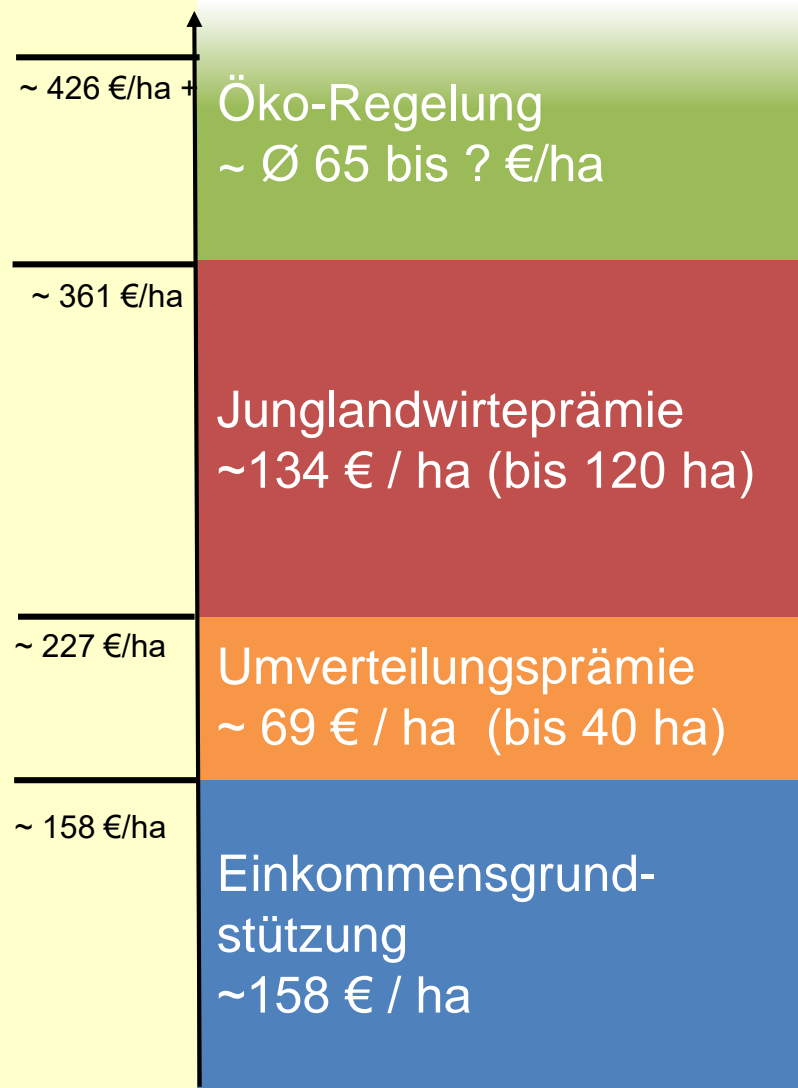 ~ 426 €/ha +
Öko-Regelung
~ Ø 65 bis ? €/ha
~ 361 €/ha
Junglandwirteprämie
~134 € / ha (bis 120 ha)
~ 227 €/ha
Umverteilungsprämie
~ 69 € / ha (bis 40 ha)
~ 158 €/ha
Einkommensgrund-
stützung
~158 € / ha